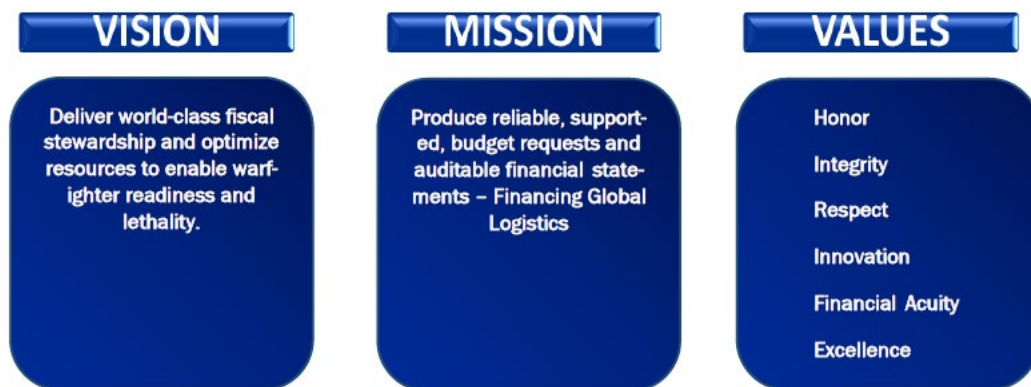 VISION
Deliver world-class fiscal
stewardship and optimize
resources to enable warf-
ighter readiness and
lethality.
MISSION
Produce reliable, support-
ed, budget requests and
auditable financial state-
ments – Financing Global
Logistics
VALUES
Honor
Integrity
Respect
Innovation
Financial Acuity
Excellence